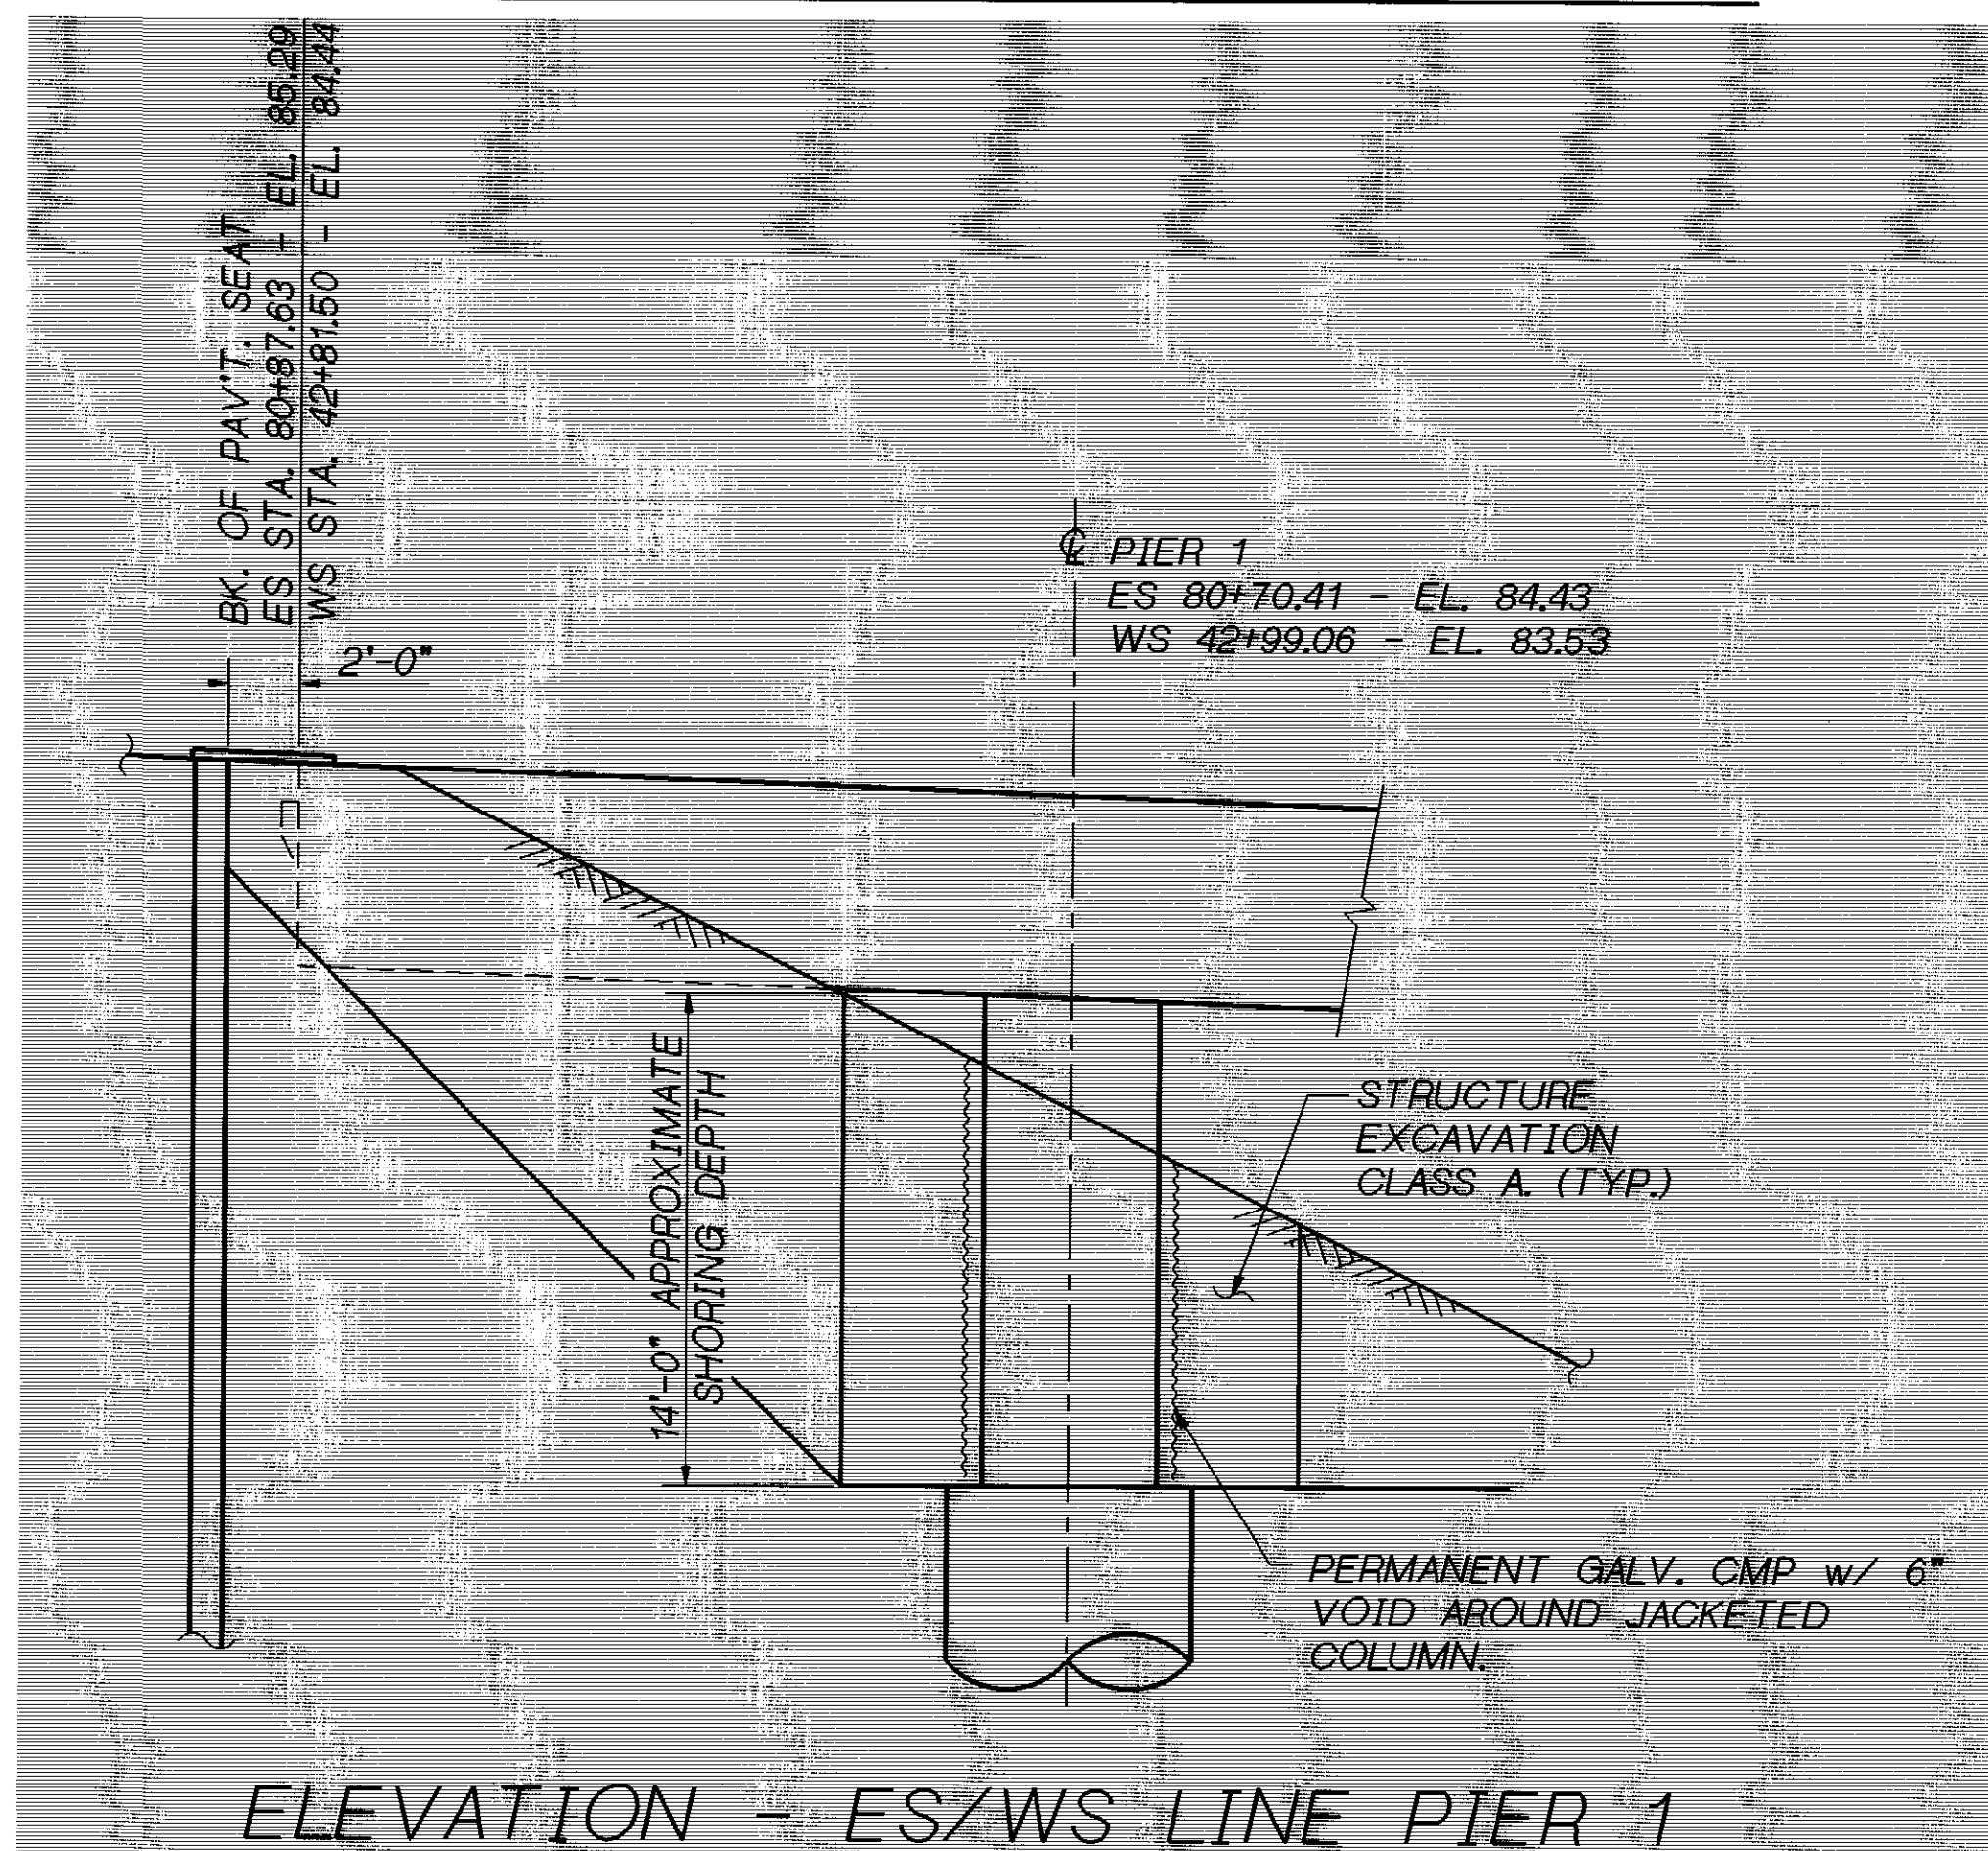 BK. OF PAV'T. SEAT
ES STA. 80+87.63 - EL. 85.29
WS STA. 42+81.50 - EL. 84.44
2'-0"
℄ PIER 1
ES 80+70.41 - EL. 84.43
WS 42+99.06 - EL. 83.53
14'-0" APPROXIMATE
SHORING DEPTH
STRUCTURE
EXCAVATION
CLASS A. (TYP.)
PERMANENT GALV. CMP w/ 6"
VOID AROUND JACKETED
COLUMN.
ELEVATION - ES/WS LINE PIER 1